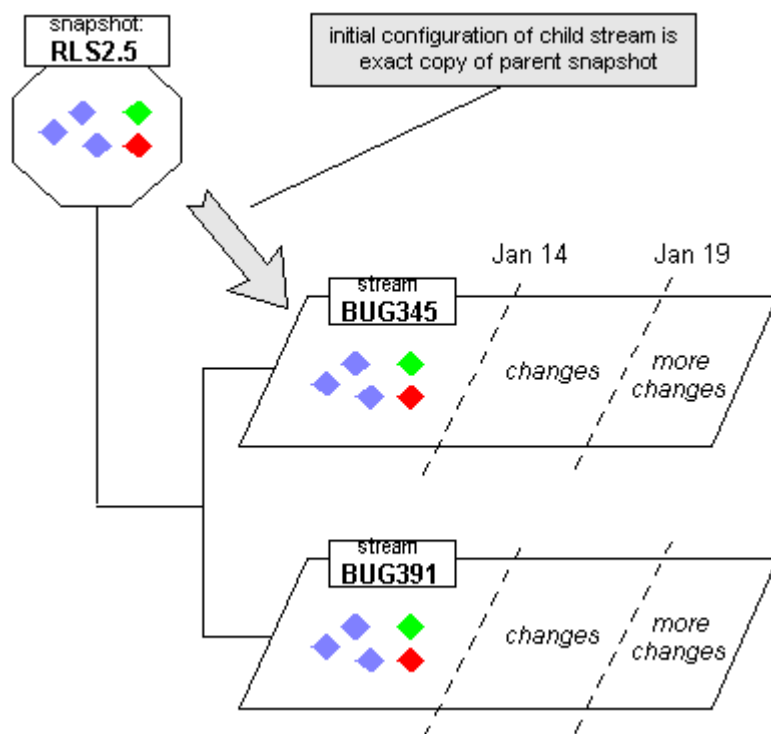 snapshot:
RLS2.5
initial configuration of child stream is
exact copy of parent snapshot
Jan 14
Jan 19
stream
BUG345
changes
more
changes
stream
BUG391
changes
more
changes